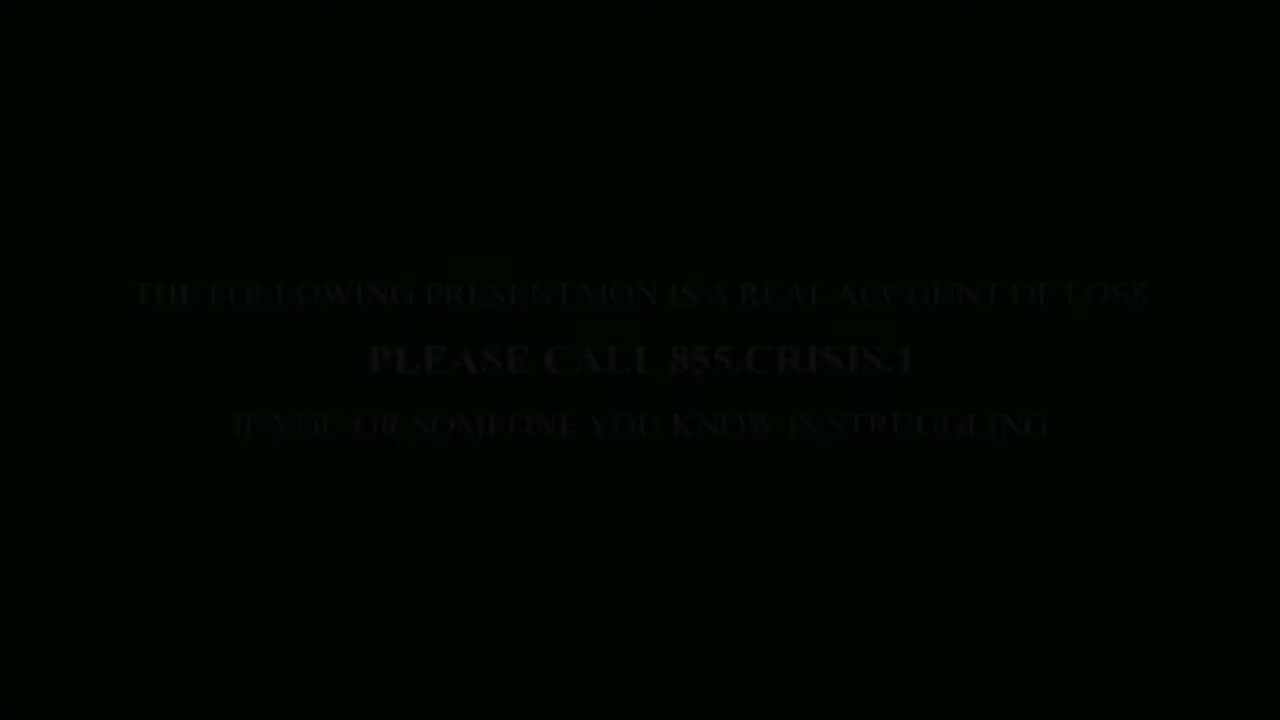 THE FOLLOWING PRESENTAION IS A REAL ACCOUNT OF LOSS
PLEASE CALL 855.CRISIS.1
IF YOU OR SOMEONE YOU KNOW IS STRUGGLING